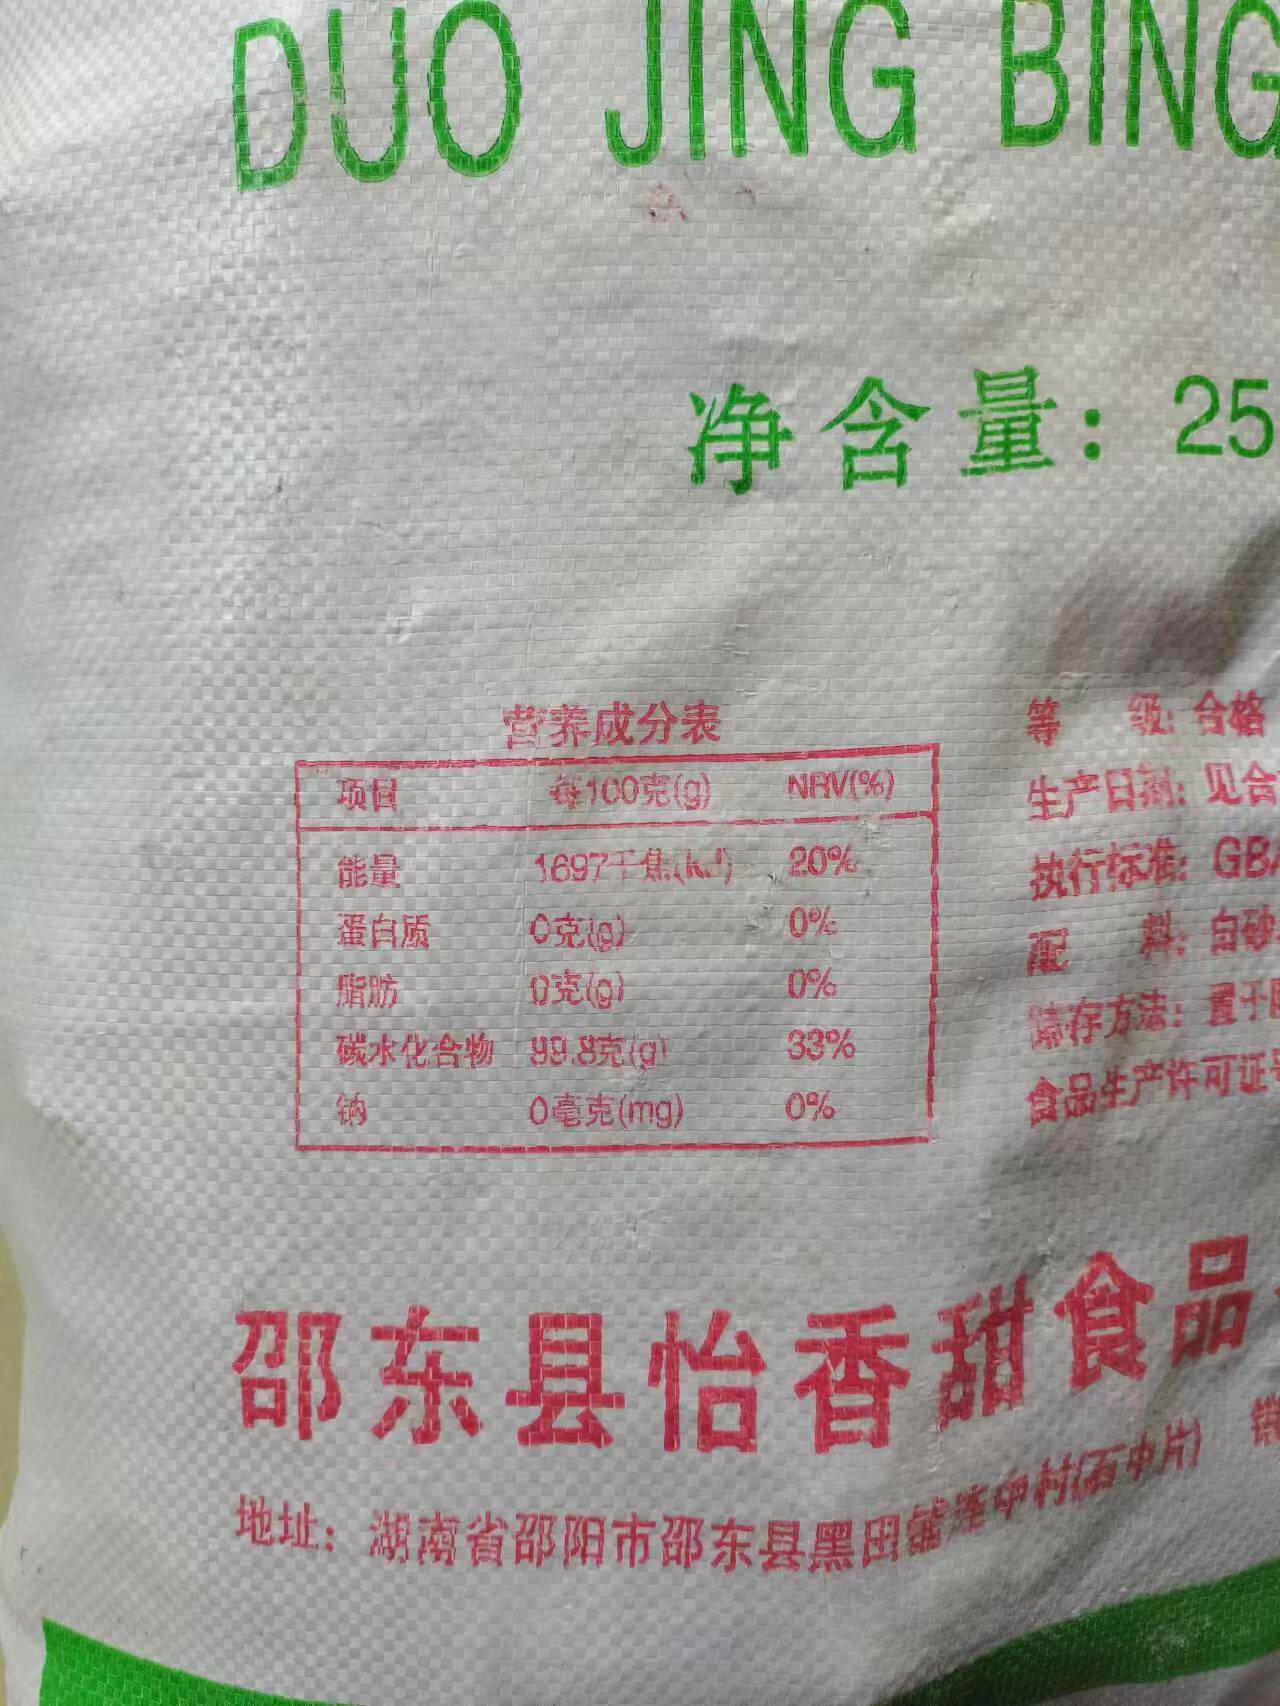 DUO JING BING
净含量：25
营养成分表
项目 每100克(g) NRV(%)
能量 1697千焦(kJ) 20%
蛋白质 0克(g) 0%
脂肪 0克(g) 0%
碳水化合物 99.8克(g) 33%
钠 0毫克(mg) 0%
等 级：合格
生产日期：见合
执行标准：GB
配 料：白砂
储存方法：置于阴
食品生产许可证
邵东县怡香甜食品
地址：湖南省邵阳市邵东县黑田铺连中村(石中片)